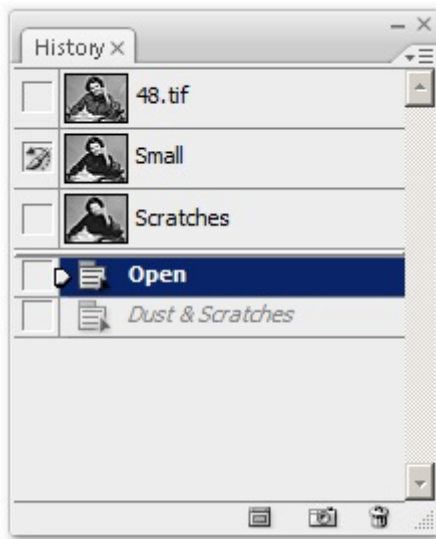 History
48.tif
Small
Scratches
Open
Dust & Scratches